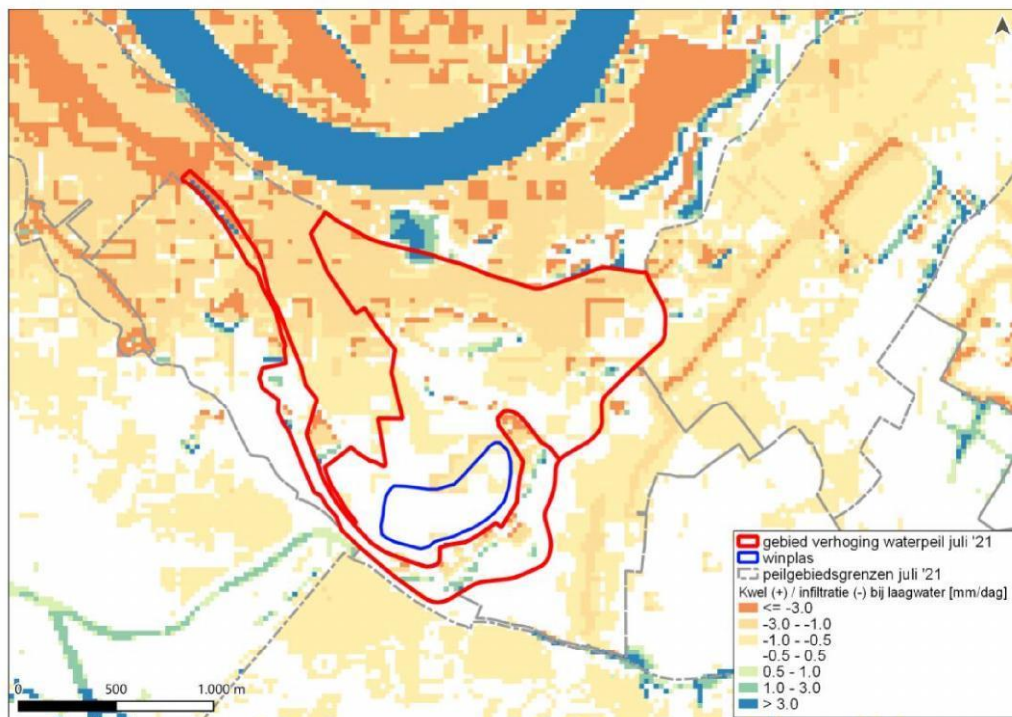 gebied verhoging waterpeil juli '21
winplas
peilgebiedsgrenzen juli '21
Kwel (+) / infiltratie (-) bij laagwater [mm/dag]
<= -3.0
-3.0 - -1.0
-1.0 - -0.5
-0.5 - 0.5
0.5 - 1.0
1.0 - 3.0
> 3.0
0 500 1.000 m